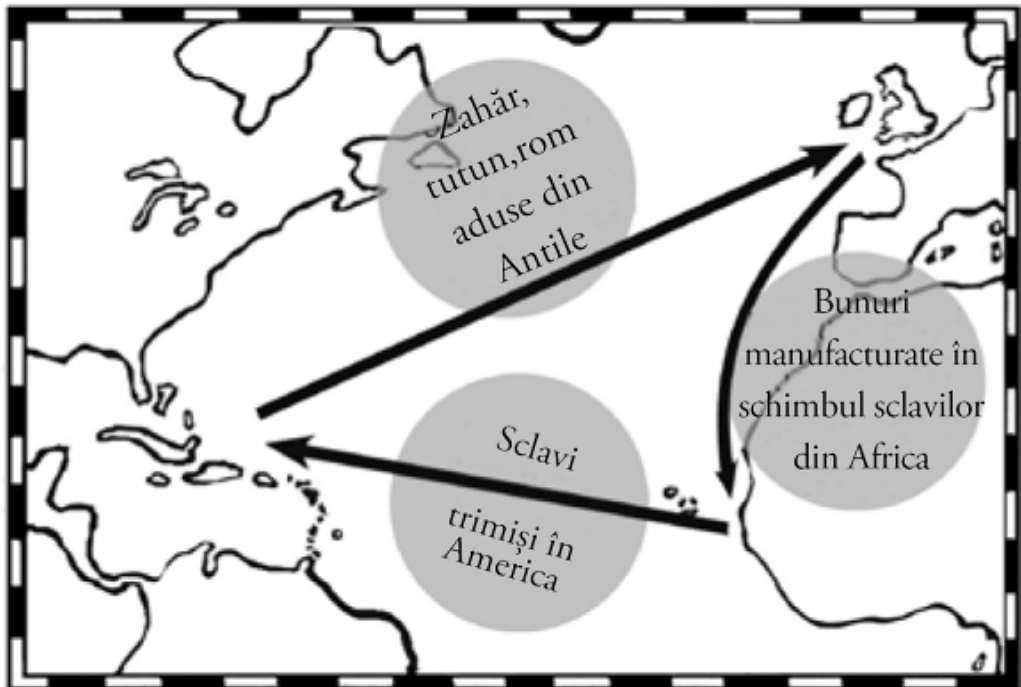 Zahăr,
tutun,rom
aduse din
Antile
Bunuri
manufacturate în
schimbul sclavilor
din Africa
Sclavi
trimiși în
America